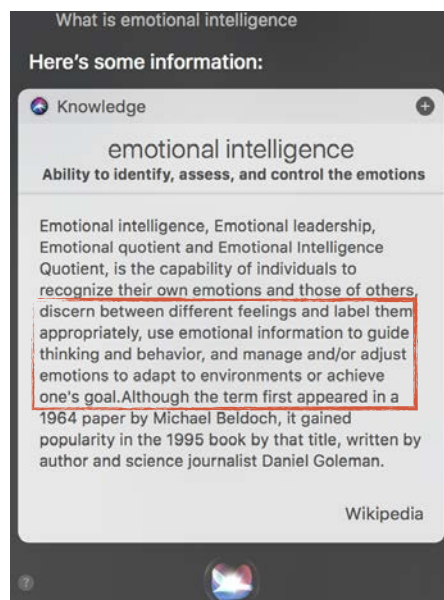 What is emotional intelligence
Here's some information:
Knowledge
emotional intelligence
Ability to identify, assess, and control the emotions
Emotional intelligence, Emotional leadership,
Emotional quotient and Emotional Intelligence
Quotient, is the capability of individuals to
recognize their own emotions and those of others,
discern between different feelings and label them
appropriately, use emotional information to guide
thinking and behavior, and manage and/or adjust
emotions to adapt to environments or achieve
one's goal.Although the term first appeared in a
1964 paper by Michael Beldoch, it gained
popularity in the 1995 book by that title, written by
author and science journalist Daniel Goleman.
Wikipedia
?